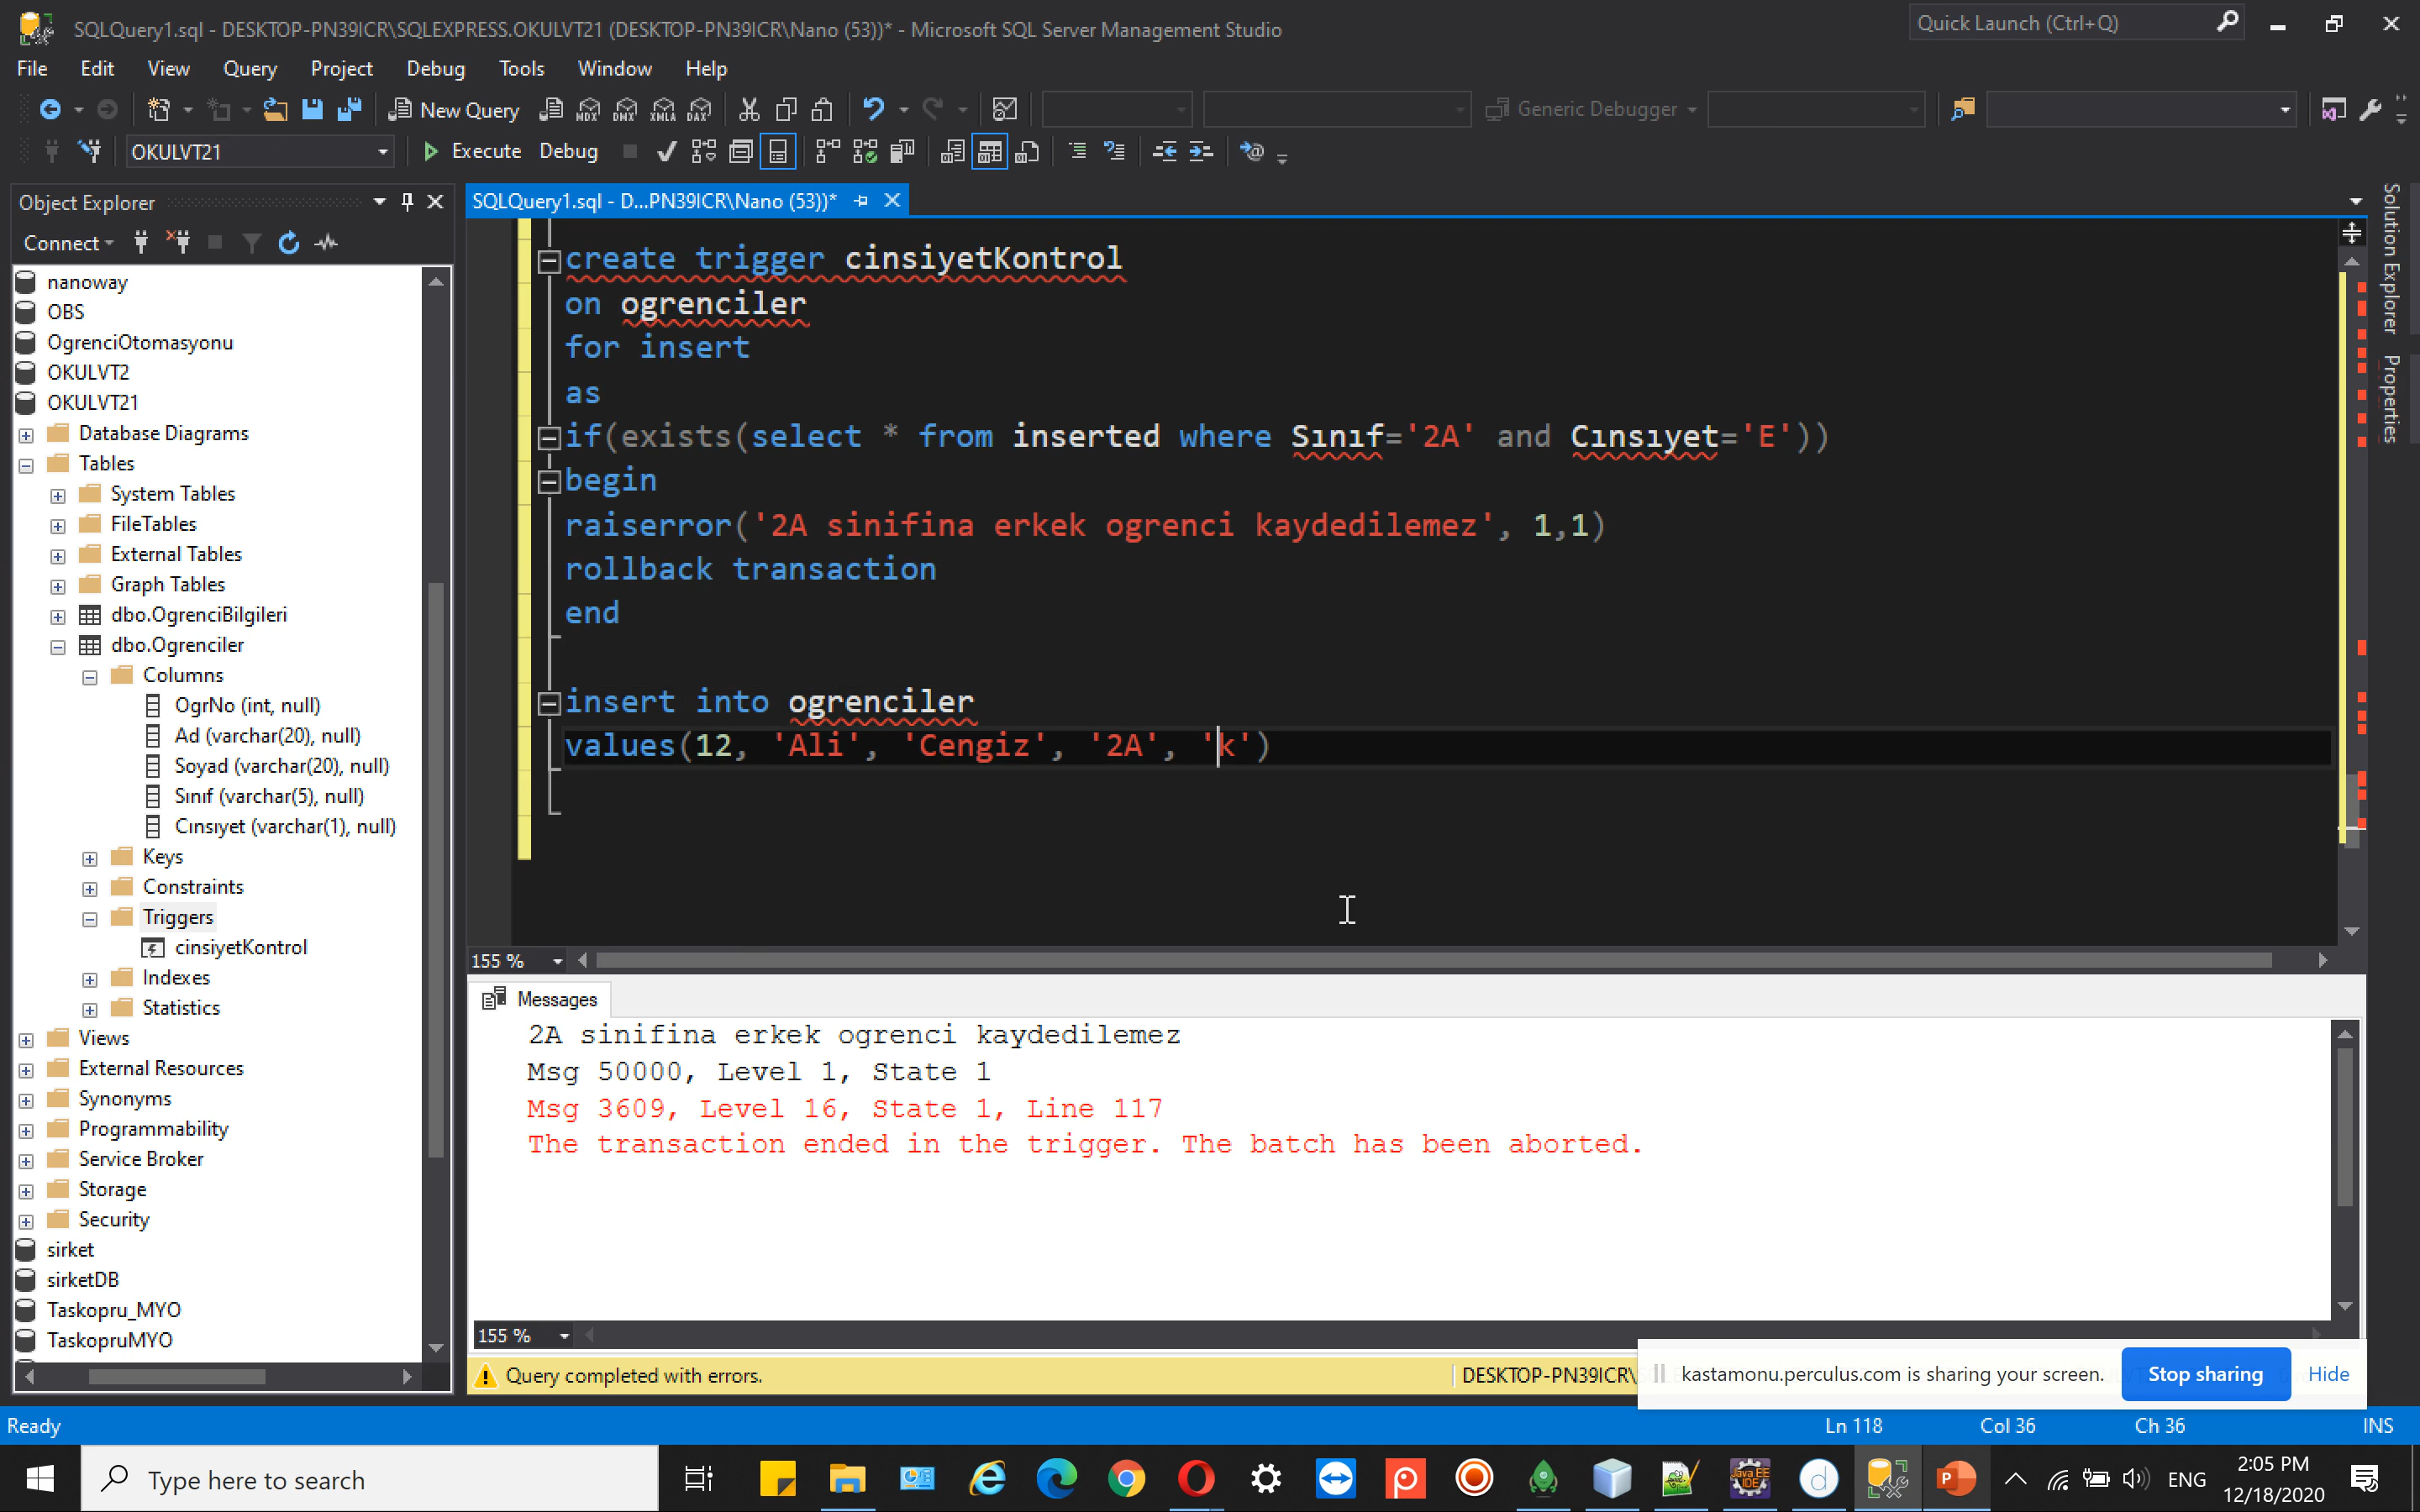 SQLQuery1.sql - DESKTOP-PN39ICR\SQLEXPRESS.OKULVT21 (DESKTOP-PN39ICR\Nano (53))* - Microsoft SQL Server Management Studio
Quick Launch (Ctrl+Q)
File Edit View Query Project Debug Tools Window Help
New Query
MDX DMX XMLA DAX
Generic Debugger
OKULVT21
Execute Debug
Object Explorer
Connect
nanoway
OBS
OgrenciOtomasyonu
OKULVT2
OKULVT21
Database Diagrams
Tables
System Tables
FileTables
External Tables
Graph Tables
dbo.OgrenciBilgileri
dbo.Ogrenciler
Columns
OgrNo (int, null)
Ad (varchar(20), null)
Soyad (varchar(20), null)
Sınıf (varchar(5), null)
Cınsıyet (varchar(1), null)
Keys
Constraints
Triggers
cinsiyetKontrol
Indexes
Statistics
Views
External Resources
Synonyms
Programmability
Service Broker
Storage
Security
sirket
sirketDB
Taskopru_MYO
TaskopruMYO
SQLQuery1.sql - D...PN39ICR\Nano (53))*
create trigger cinsiyetKontrol
on ogrenciler
for insert
as
if(exists(select * from inserted where Sınıf='2A' and Cınsıyet='E'))
begin
raiserror('2A sinifina erkek ogrenci kaydedilemez', 1,1)
rollback transaction
end
insert into ogrenciler
values(12, 'Ali', 'Cengiz', '2A', 'k')
155 %
Messages
2A sinifina erkek ogrenci kaydedilemez
Msg 50000, Level 1, State 1
Msg 3609, Level 16, State 1, Line 117
The transaction ended in the trigger. The batch has been aborted.
155 %
Query completed with errors.
DESKTOP-PN39ICR\
kastamonu.perculus.com is sharing your screen.
Stop sharing
Hide
Solution Explorer
Properties
Ready
Ln 118
Col 36
Ch 36
INS
Type here to search
Java EE
IDE
ENG
2:05 PM
12/18/2020